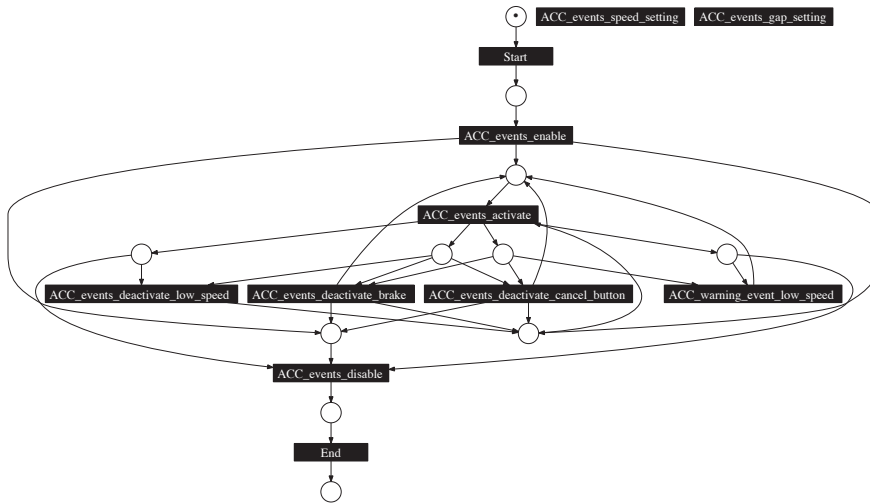 ACC_events_speed_setting
ACC_events_gap_setting
Start
ACC_events_enable
ACC_events_activate
ACC_events_deactivate_low_speed
ACC_events_deactivate_brake
ACC_events_deactivate_cancel_button
ACC_warning_event_low_speed
ACC_events_disable
End